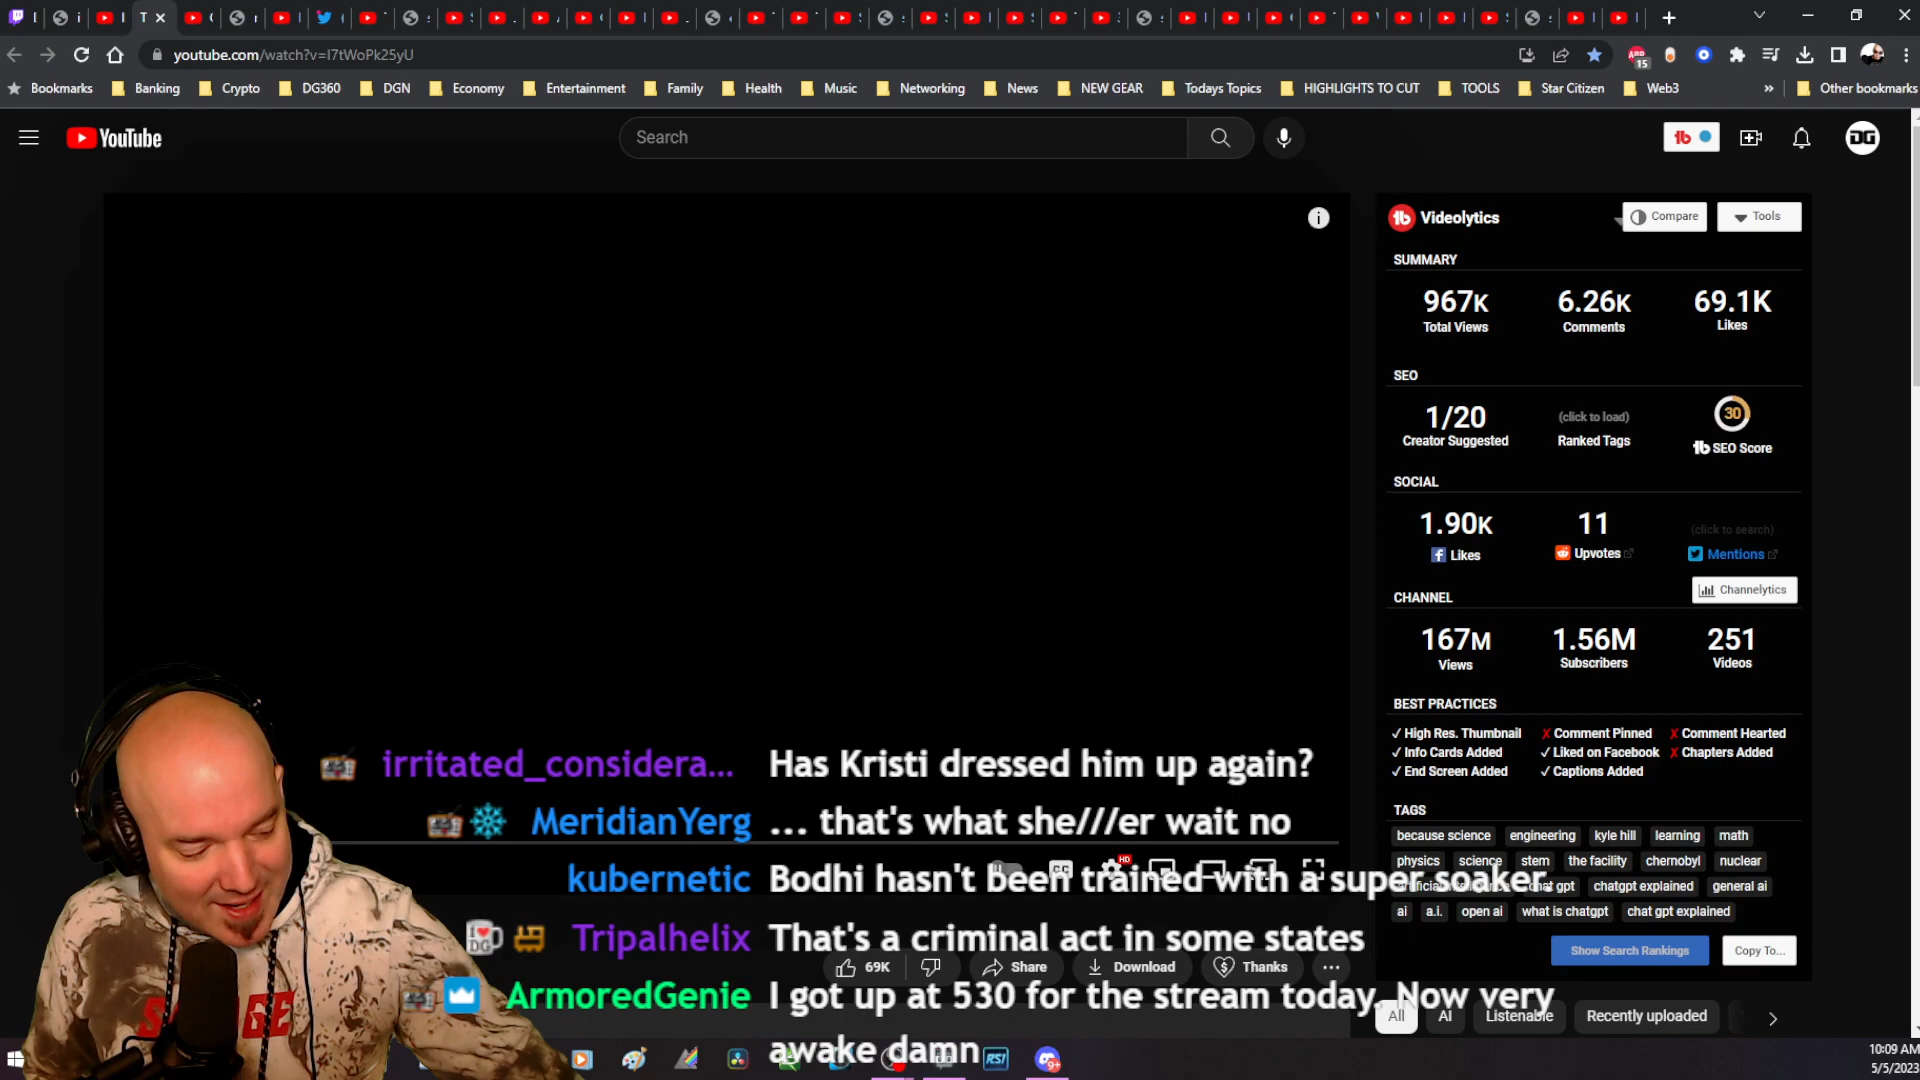 youtube.com/watch?v=I7tWoPk25yU
15
Bookmarks Banking Crypto DG360 DGN Economy Entertainment Family Health Music Networking News NEW GEAR Todays Topics HIGHLIGHTS TO CUT TOOLS Star Citizen Web3 » Other bookmarks
YouTube
Search
DG
Videolytics
Compare
Tools
SUMMARY
967K 6.26K 69.1K
Total Views Comments Likes
SEO
1/20 (click to load) 30
Creator Suggested Ranked Tags SEO Score
SOCIAL
1.90K 11 (click to search)
Likes Upvotes Mentions
CHANNEL
Channelytics
167M 1.56M 251
Views Subscribers Videos
BEST PRACTICES
✓ High Res. Thumbnail ✗ Comment Pinned ✗ Comment Hearted
✓ Info Cards Added ✓ Liked on Facebook ✗ Chapters Added
✓ End Screen Added ✓ Captions Added
TAGS
because science engineering kyle hill learning math
physics science stem the facility chernobyl nuclear
chat gpt chatgpt explained general ai
ai a.i. open ai what is chatgpt chat gpt explained
Show Search Rankings
Copy To...
irritated_considera... Has Kristi dressed him up again?
MeridianYerg ... that's what she///er wait no
HD
kubernetic Bodhi hasn't been trained with a super soaker.
Tripalhelix That's a criminal act in some states
69K Share Download Thanks
ArmoredGenie I got up at 530 for the stream today. Now very
awake damn
All AI Listenable Recently uploaded
RSI
9+
10:09 AM
5/5/2023